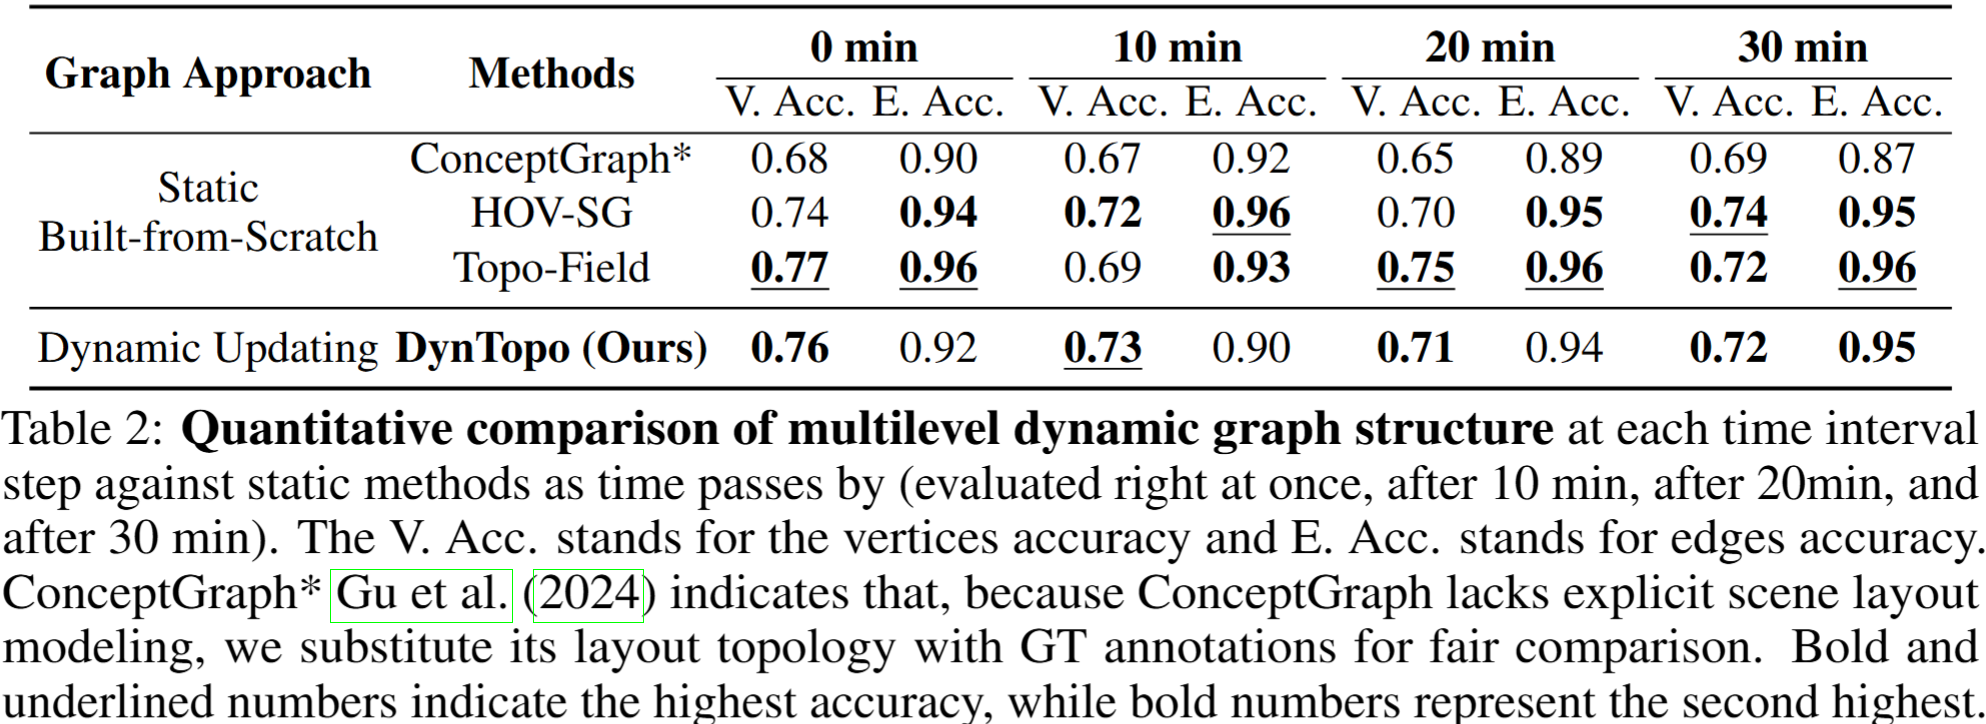 Graph Approach Methods 0 min 10 min 20 min 30 min
V. Acc. E. Acc. V. Acc. E. Acc. V. Acc. E. Acc. V. Acc. E. Acc.
Static Built-from-Scratch ConceptGraph* 0.68 0.90 0.67 0.92 0.65 0.89 0.69 0.87
HOV-SG 0.74 0.94 0.72 0.96 0.70 0.95 0.74 0.95
Topo-Field 0.77 0.96 0.69 0.93 0.75 0.96 0.72 0.96
Dynamic Updating DynTopo (Ours) 0.76 0.92 0.73 0.90 0.71 0.94 0.72 0.95
Table 2: Quantitative comparison of multilevel dynamic graph structure at each time interval
step against static methods as time passes by (evaluated right at once, after 10 min, after 20min, and
after 30 min). The V. Acc. stands for the vertices accuracy and E. Acc. stands for edges accuracy.
ConceptGraph* Gu et al. (2024) indicates that, because ConceptGraph lacks explicit scene layout
modeling, we substitute its layout topology with GT annotations for fair comparison. Bold and
underlined numbers indicate the highest accuracy, while bold numbers represent the second highest.